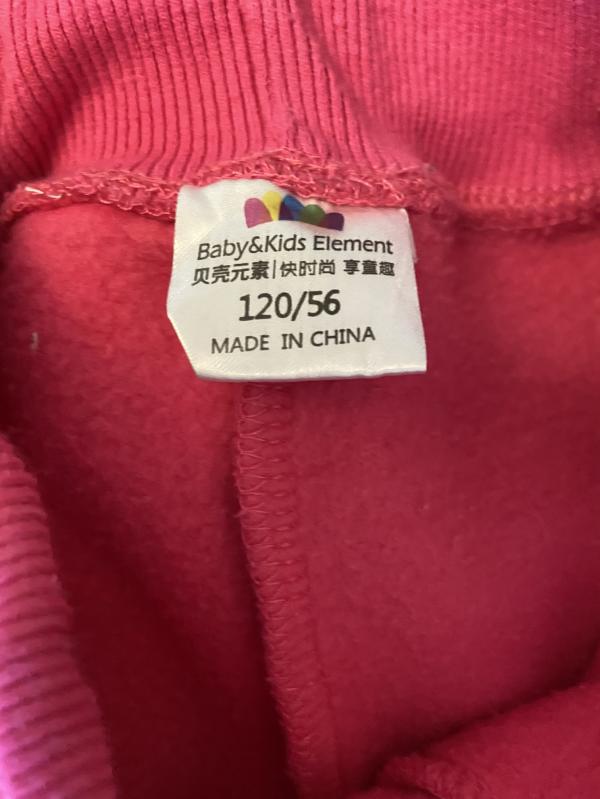 Baby&Kids Element
贝壳元素|快时尚 享童趣
120/56
MADE IN CHINA